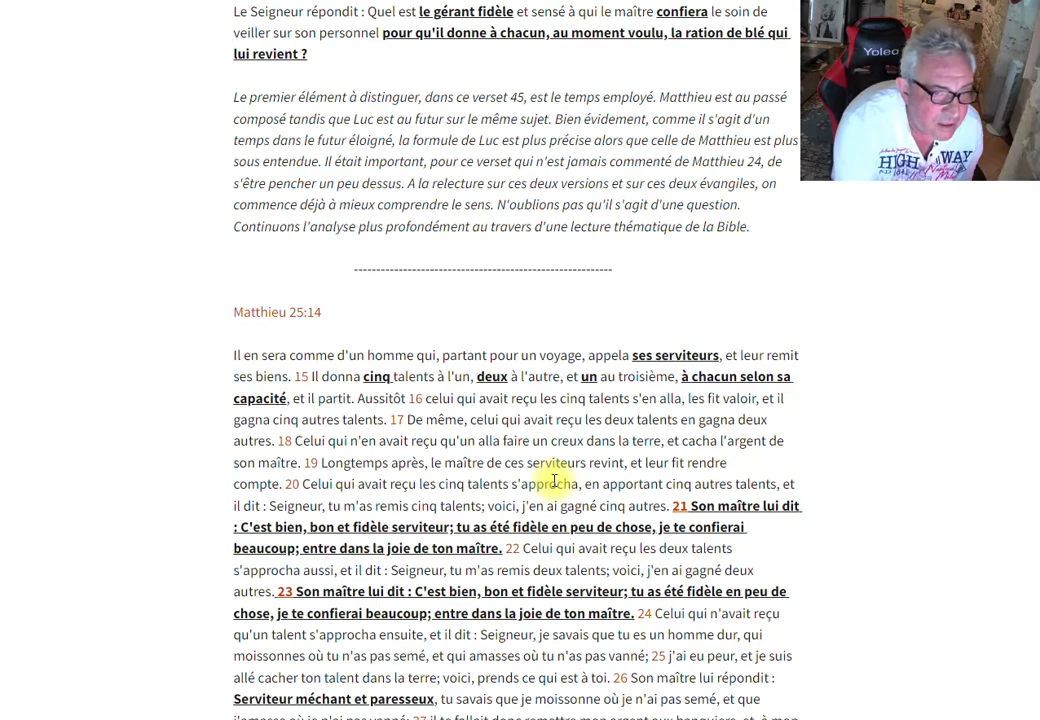 Le Seigneur répondit : Quel est le gérant fidèle et sensé à qui le maître confiera le soin de
veiller sur son personnel pour qu'il donne à chacun, au moment voulu, la ration de blé qui
lui revient ?
Le premier élément à distinguer, dans ce verset 45, est le temps employé. Matthieu est au passé
composé tandis que Luc est au futur sur le même sujet. Bien évidement, comme il s'agit d'un
temps dans le futur éloigné, la formule de Luc est plus précise alors que celle de Matthieu est plus
sous entendue. Il était important, pour ce verset qui n'est jamais commenté de Matthieu 24, de
s'être pencher un peu dessus. A la relecture sur ces deux versions et sur ces deux évangiles, on
commence déjà à mieux comprendre le sens. N'oublions pas qu'il s'agit d'une question.
Continuons l'analyse plus profondément au travers d'une lecture thématique de la Bible.
------------------------------------------------------------
Matthieu 25:14
Il en sera comme d'un homme qui, partant pour un voyage, appela ses serviteurs, et leur remit
ses biens. 15 Il donna cinq talents à l'un, deux à l'autre, et un au troisième, à chacun selon sa
capacité, et il partit. Aussitôt 16 celui qui avait reçu les cinq talents s'en alla, les fit valoir, et il
gagna cinq autres talents. 17 De même, celui qui avait reçu les deux talents en gagna deux
autres. 18 Celui qui n'en avait reçu qu'un alla faire un creux dans la terre, et cacha l'argent de
son maître. 19 Longtemps après, le maître de ces serviteurs revint, et leur fit rendre
compte. 20 Celui qui avait reçu les cinq talents s'approcha, en apportant cinq autres talents, et
il dit : Seigneur, tu m'as remis cinq talents; voici, j'en ai gagné cinq autres. 21 Son maître lui dit
: C'est bien, bon et fidèle serviteur; tu as été fidèle en peu de chose, je te confierai
beaucoup; entre dans la joie de ton maître. 22 Celui qui avait reçu les deux talents
s'approcha aussi, et il dit : Seigneur, tu m'as remis deux talents; voici, j'en ai gagné deux
autres. 23 Son maître lui dit : C'est bien, bon et fidèle serviteur; tu as été fidèle en peu de
chose, je te confierai beaucoup; entre dans la joie de ton maître. 24 Celui qui n'avait reçu
qu'un talent s'approcha ensuite, et il dit : Seigneur, je savais que tu es un homme dur, qui
moissonnes où tu n'as pas semé, et qui amasses où tu n'as pas vanné; 25 j'ai eu peur, et je suis
allé cacher ton talent dans la terre; voici, prends ce qui est à toi. 26 Son maître lui répondit :
Serviteur méchant et paresseux, tu savais que je moissonne où je n'ai pas semé, et que
j'amasse où je n'ai pas vanné; 27 il te fallait donc remettre mon argent aux banquiers, et, à mon
Yoleo
HIGH WAY